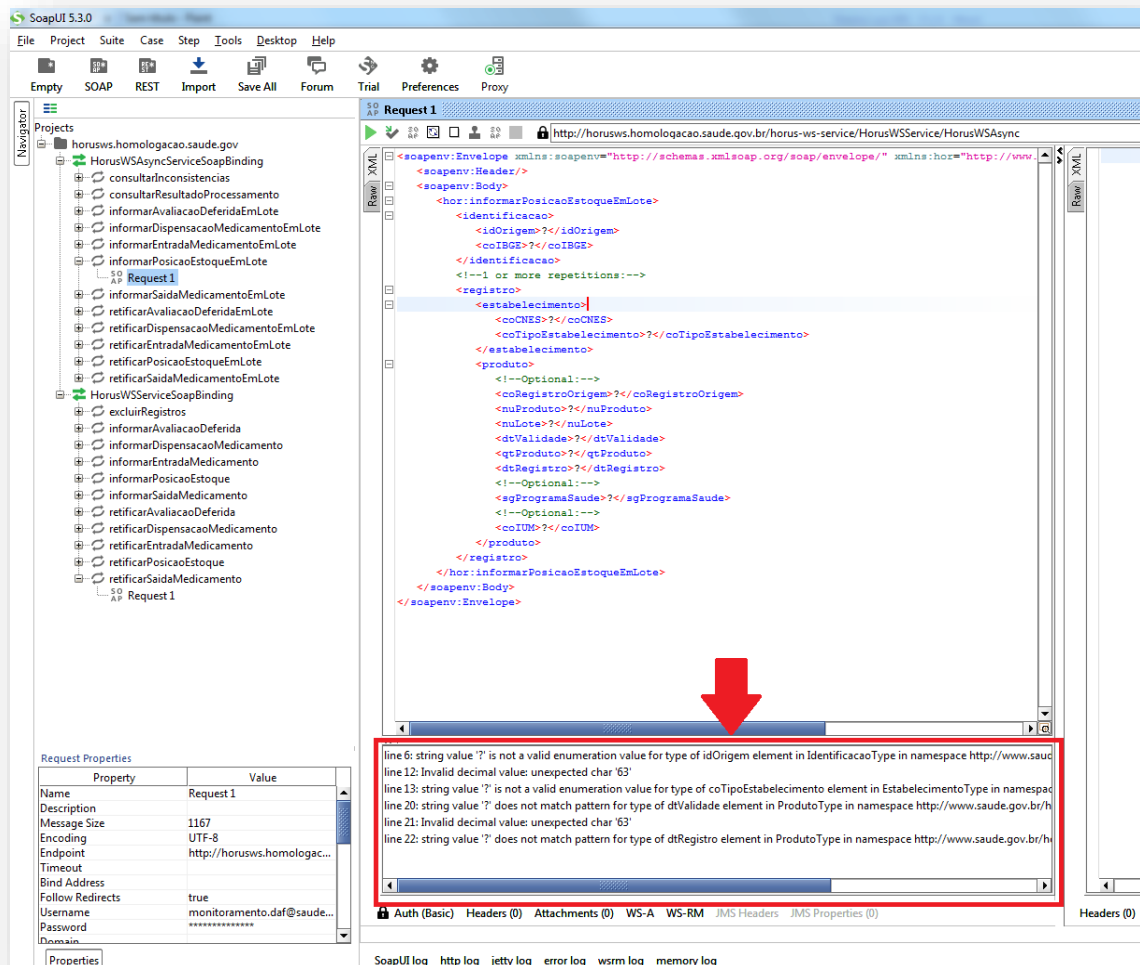 SoapUI 5.3.0
File Project Suite Case Step Tools Desktop Help
Empty SOAP REST Import Save All Forum Trial Preferences Proxy
Navigator
Projects
horusws.homologacao.saude.gov
HorusWSAsyncServiceSoapBinding
consultarInconsistencias
consultarResultadoProcessamento
informarAvaliacaoDeferidaEmLote
informarDispensacaoMedicamentoEmLote
informarEntradaMedicamentoEmLote
informarPosicaoEstoqueEmLote
Request 1
informarSaidaMedicamentoEmLote
retificarAvaliacaoDeferidaEmLote
retificarDispensacaoMedicamentoEmLote
retificarEntradaMedicamentoEmLote
retificarPosicaoEstoqueEmLote
retificarSaidaMedicamentoEmLote
HorusWSServiceSoapBinding
excluirRegistros
informarAvaliacaoDeferida
informarDispensacaoMedicamento
informarEntradaMedicamento
informarPosicaoEstoque
informarSaidaMedicamento
retificarAvaliacaoDeferida
retificarDispensacaoMedicamento
retificarEntradaMedicamento
retificarPosicaoEstoque
retificarSaidaMedicamento
Request 1
Request Properties
Property Value
Name Request 1
Description
Message Size 1167
Encoding UTF-8
Endpoint http://horusws.homologac...
Timeout
Bind Address
Follow Redirects true
Username monitoramento.daf@saude...
Password **************
Domain
Properties
Request 1
http://horusws.homologacao.saude.gov.br/horus-ws-service/HorusWSService/HorusWSAsync
XML
Raw
<soapenv:Envelope xmlns:soapenv="http://schemas.xmlsoap.org/soap/envelope/" xmlns:hor="http://www.
<soapenv:Header/>
<soapenv:Body>
<hor:informarPosicaoEstoqueEmLote>
<identificacao>
<idOrigem>?</idOrigem>
<coIBGE>?</coIBGE>
</identificacao>
<!--1 or more repetitions:-->
<registro>
<estabelecimento>
<coCNES>?</coCNES>
<coTipoEstabelecimento>?</coTipoEstabelecimento>
</estabelecimento>
<produto>
<!--Optional:-->
<coRegistroOrigem>?</coRegistroOrigem>
<nuProduto>?</nuProduto>
<nuLote>?</nuLote>
<dtValidade>?</dtValidade>
<qtProduto>?</qtProduto>
<dtRegistro>?</dtRegistro>
<!--Optional:-->
<sgProgramaSaude>?</sgProgramaSaude>
<!--Optional:-->
<coIUM>?</coIUM>
</produto>
</registro>
</hor:informarPosicaoEstoqueEmLote>
</soapenv:Body>
</soapenv:Envelope>
line 6: string value '?' is not a valid enumeration value for type of idOrigem element in IdentificacaoType in namespace http://www.saud
line 12: Invalid decimal value: unexpected char '63'
line 13: string value '?' is not a valid enumeration value for type of coTipoEstabelecimento element in EstabelecimentoType in namespac
line 20: string value '?' does not match pattern for type of dtValidade element in ProdutoType in namespace http://www.saude.gov.br/h
line 21: Invalid decimal value: unexpected char '63'
line 22: string value '?' does not match pattern for type of dtRegistro element in ProdutoType in namespace http://www.saude.gov.br/h
Auth (Basic) Headers (0) Attachments (0) WS-A WS-RM JMS Headers JMS Properties (0)
XML
Raw
Headers (0)
SoapUI log http log jetty log error log wsrm log memory log